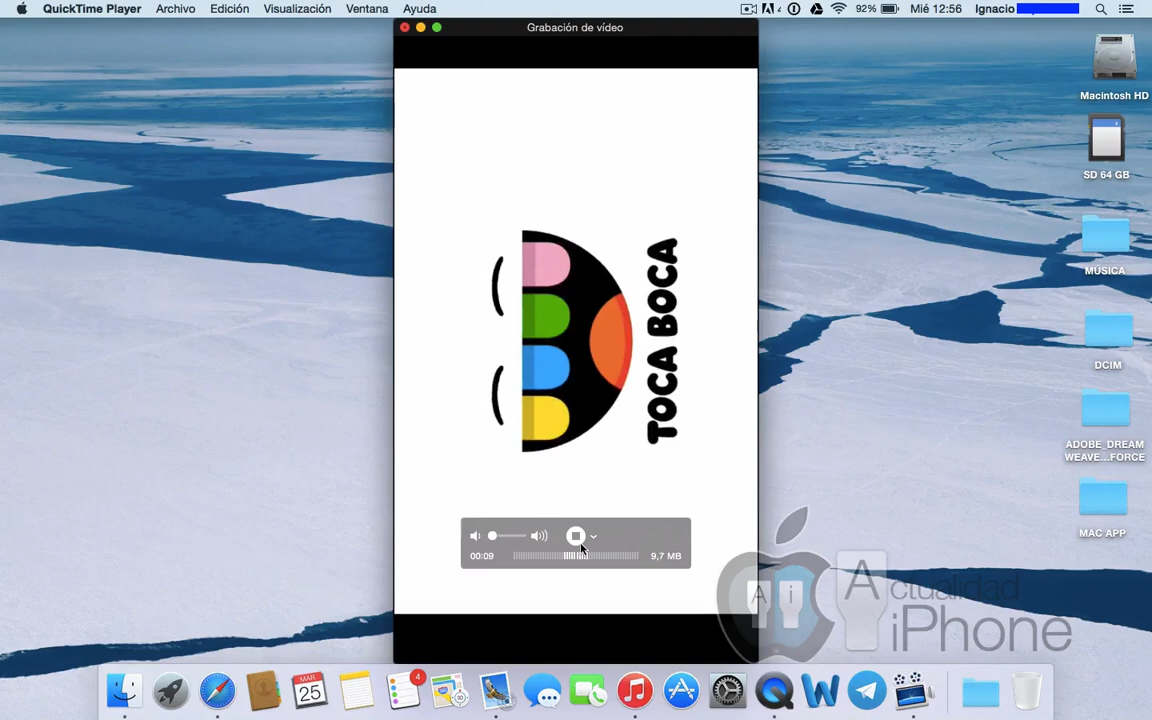 QuickTime Player Archivo Edición Visualización Ventana Ayuda 4 92% Mié 12:56 Ignacio
Grabación de vídeo
Macintosh HD
SD 64 GB
MÚSICA
DCIM
ADOBE_DREAM
WEAVE...FORCE
MAC APP
TOCA BOCA
00:09 9,7 MB
A i
Actualidad
iPhone
4
MAR
25
30